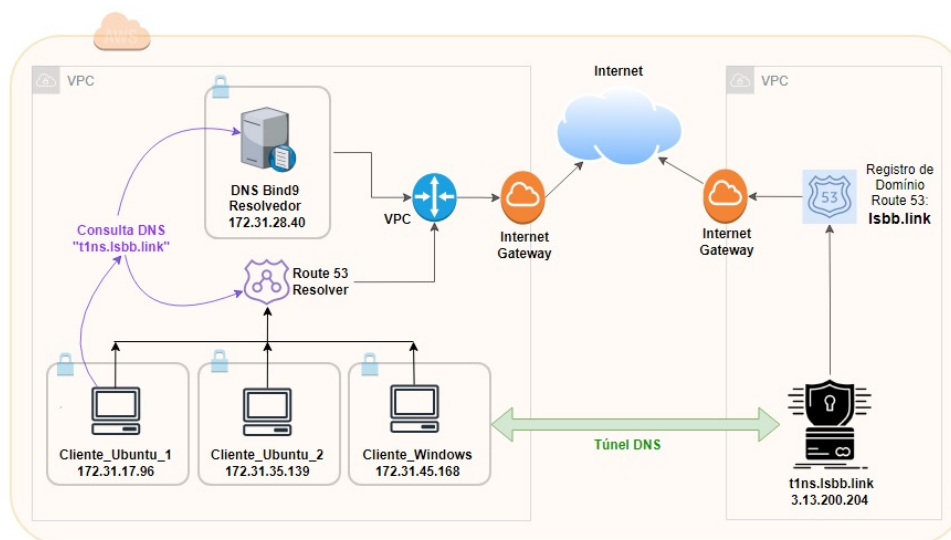 AWS
VPC
DNS Bind9
Resolvedor
172.31.28.40
Consulta DNS
"t1ns.lsbb.link"
Route 53
Resolver
VPC
Internet
Gateway
Internet
Cliente_Ubuntu_1
172.31.17.96
Cliente_Ubuntu_2
172.31.35.139
Cliente_Windows
172.31.45.168
Túnel DNS
VPC
Internet
Gateway
53
Registro de
Domínio
Route 53:
lsbb.link
t1ns.lsbb.link
3.13.200.204